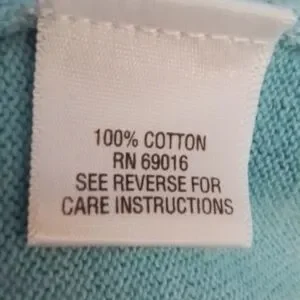 100% COTTON
RN 69016
SEE REVERSE FOR
CARE INSTRUCTIONS